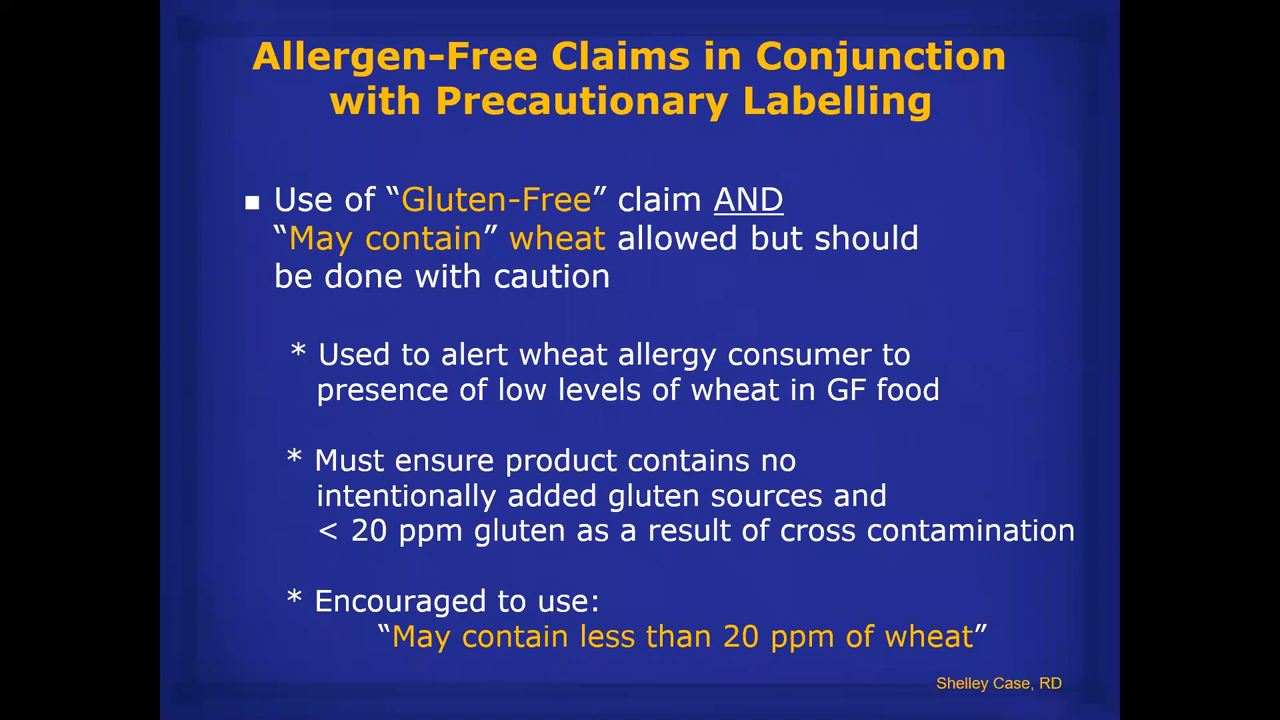 Allergen-Free Claims in Conjunction
with Precautionary Labelling
▪ Use of “Gluten-Free” claim AND
“May contain” wheat allowed but should
be done with caution
* Used to alert wheat allergy consumer to
presence of low levels of wheat in GF food
* Must ensure product contains no
intentionally added gluten sources and
< 20 ppm gluten as a result of cross contamination
* Encouraged to use:
“May contain less than 20 ppm of wheat”
Shelley Case, RD